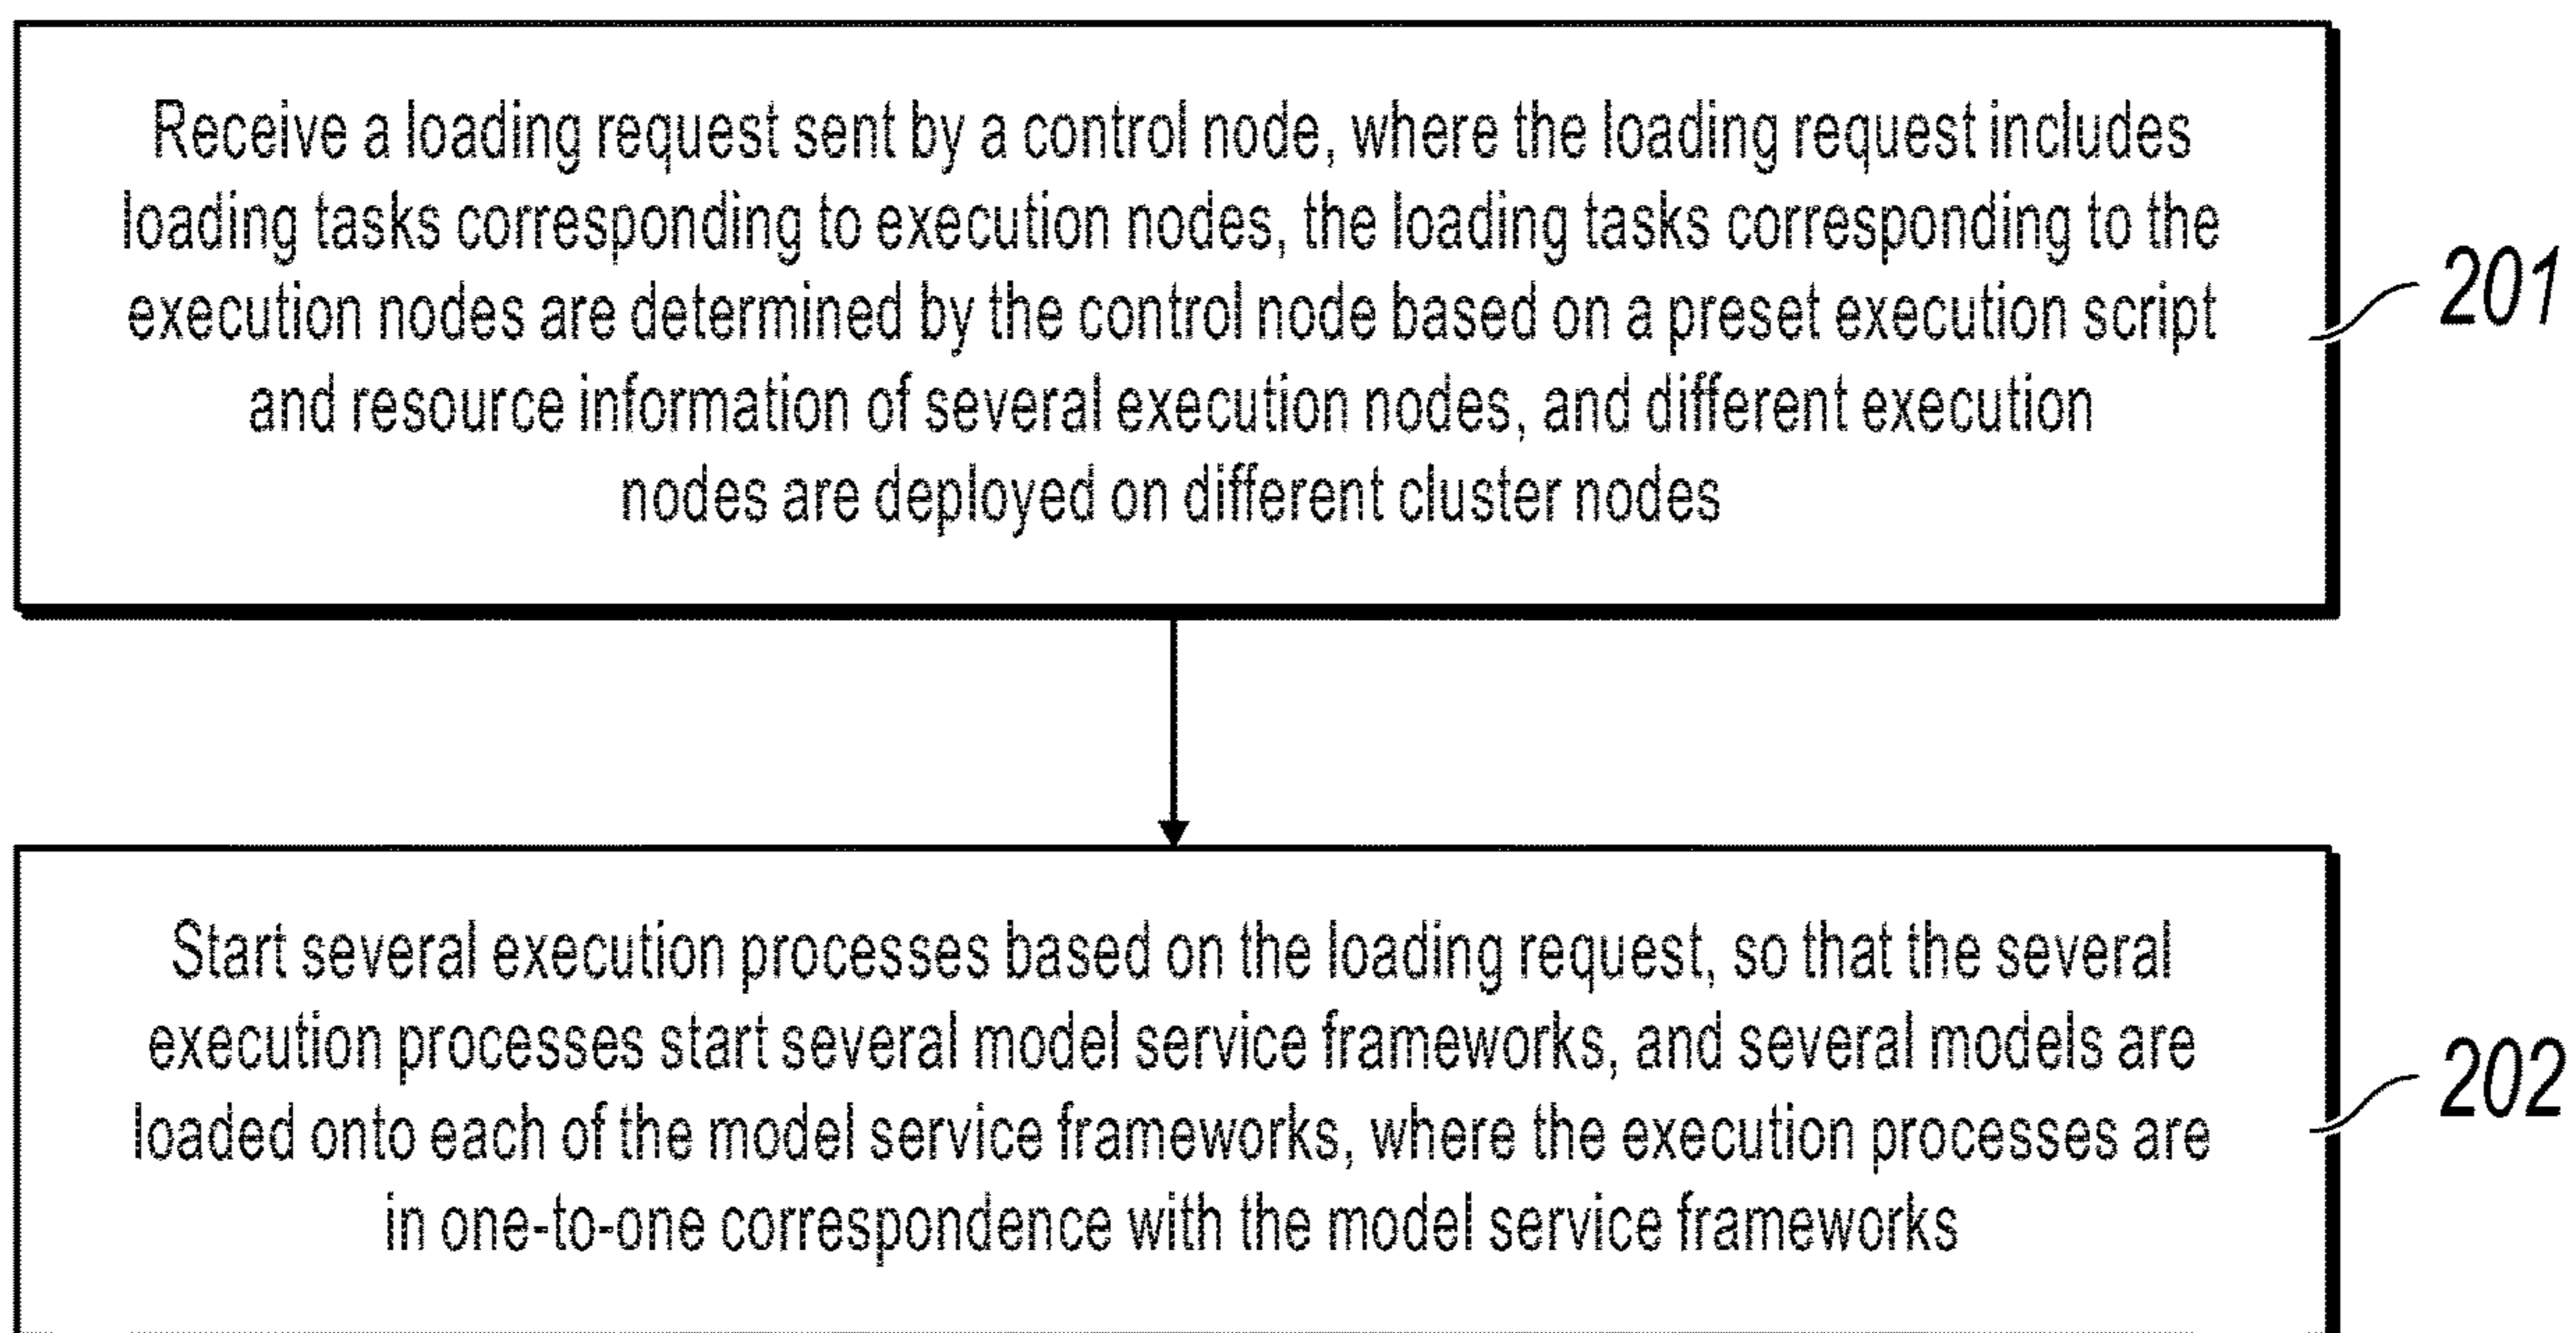 Receive a loading request sent by a control node, where the loading request includes
loading tasks corresponding to execution nodes, the loading tasks corresponding to the
execution nodes are determined by the control node based on a preset execution script
and resource information of several execution nodes, and different execution
nodes are deployed on different cluster nodes
201
Start several execution processes based on the loading request, so that the several
execution processes start several model service frameworks, and several models are
loaded onto each of the model service frameworks, where the execution processes are
in one-to-one correspondence with the model service frameworks
202